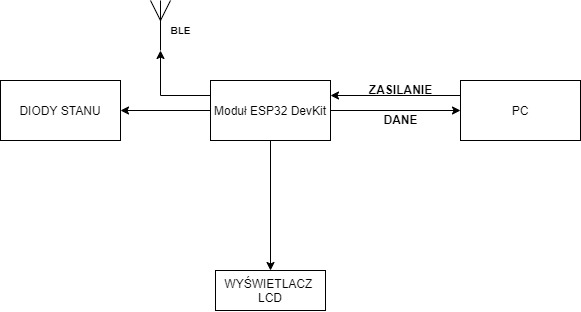 BLE
ZASILANIE
DIODY STANU
Moduł ESP32 DevKit
PC
DANE
WYŚWIETLACZ
LCD